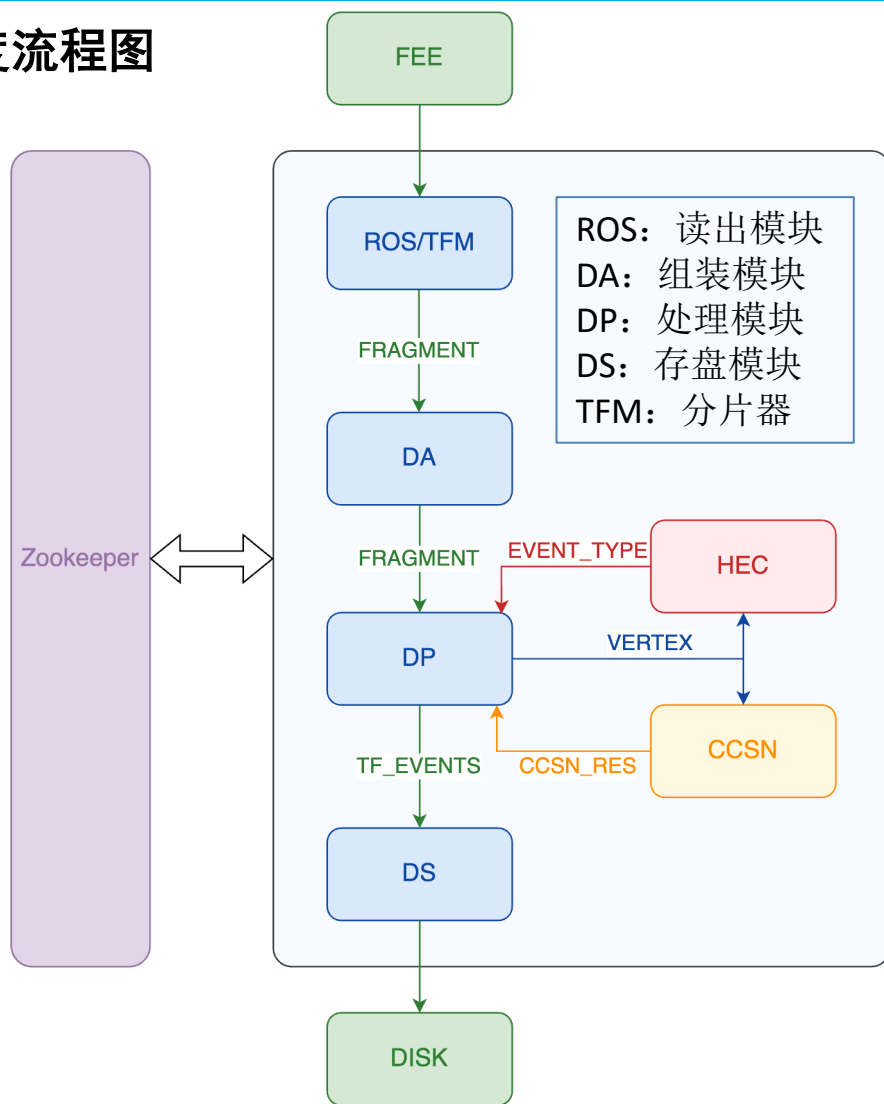 流程图
FEE
ROS/TFM
ROS：读出模块
DA：组装模块
DP：处理模块
DS：存盘模块
TFM：分片器
FRAGMENT
DA
Zookeeper
FRAGMENT
EVENT_TYPE
HEC
DP
VERTEX
TF_EVENTS
CCSN_RES
CCSN
DS
DISK